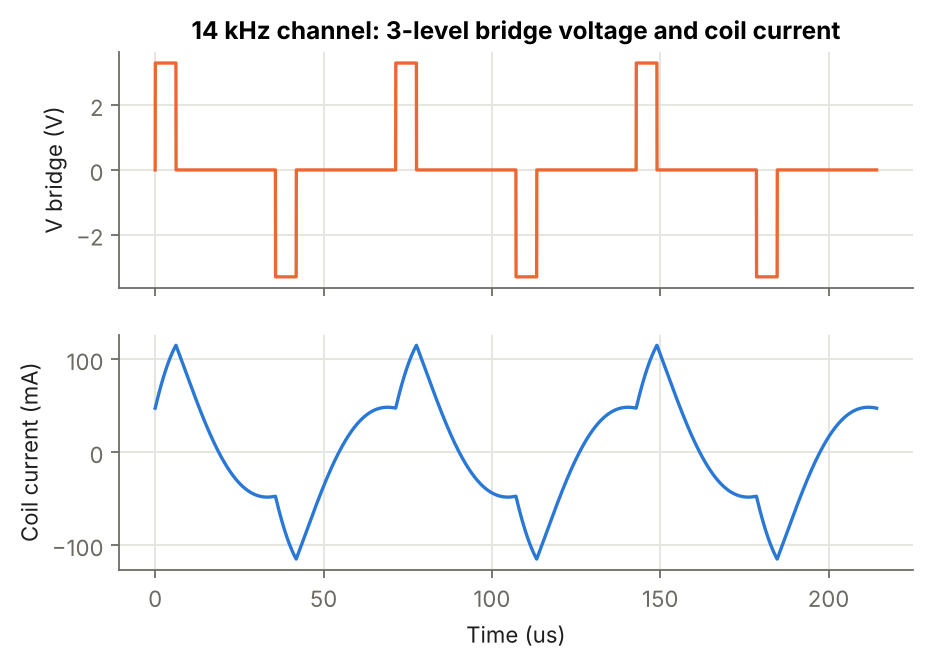 14 kHz channel: 3-level bridge voltage and coil current
V bridge (V)
2
0
−2
Coil current (mA)
100
0
−100
0 50 100 150 200
Time (us)